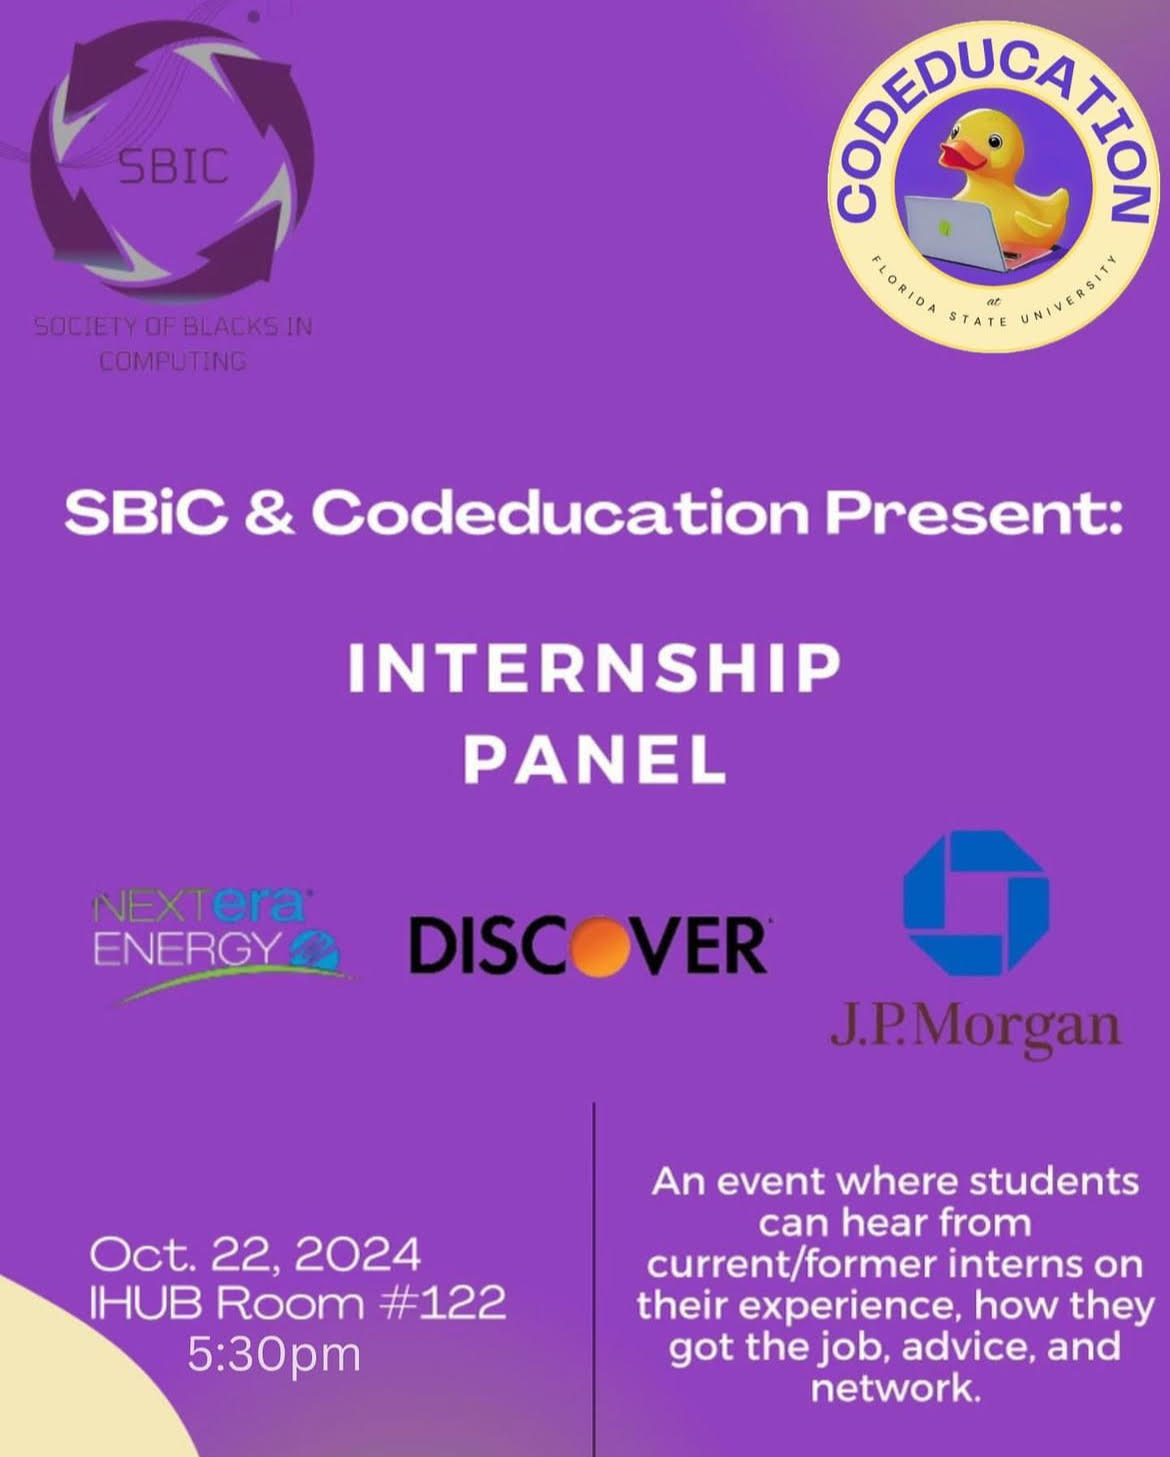 SBIC
SOCIETY OF BLACKS IN
COMPUTING
CODEDUCATION
at
FLORIDA STATE UNIVERSITY
SBiC & Codeducation Present:
INTERNSHIP
PANEL
NEXTera
ENERGY
DISCOVER
J.P.Morgan
Oct. 22, 2024
IHUB Room #122
5:30pm
An event where students
can hear from
current/former interns on
their experience, how they
got the job, advice, and
network.